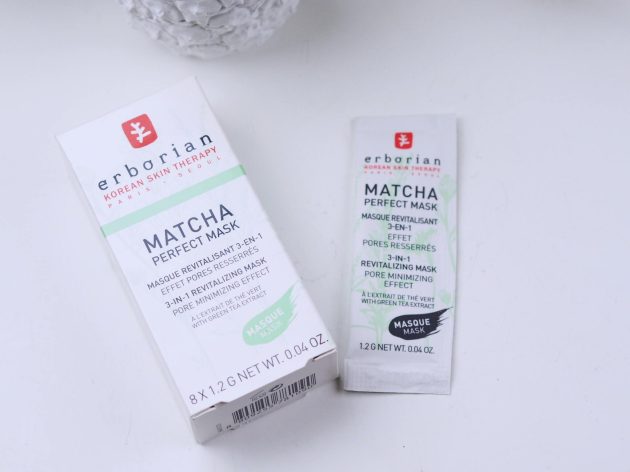 erborian
KOREAN SKIN THERAPY
PARIS • SEOUL
MATCHA
PERFECT MASK
MASQUE REVITALISANT 3-EN-1
EFFET PORES RESSERRÉS
3-IN-1 REVITALIZING MASK
PORE MINIMIZING EFFECT
À L'EXTRAIT DE THÉ VERT
WITH GREEN TEA EXTRACT
MASQUE
MASK
8 X 1.2 G NET WT. 0.04 OZ.
erborian
KOREAN SKIN THERAPY
PARIS • SEOUL
MATCHA
PERFECT MASK
MASQUE REVITALISANT
3-EN-1
EFFET
PORES RESSERRÉS
3-IN-1
REVITALIZING MASK
PORE MINIMIZING
EFFECT
À L'EXTRAIT DE THÉ VERT
WITH GREEN TEA EXTRACT
MASQUE
MASK
1.2 G NET WT. 0.04 OZ.